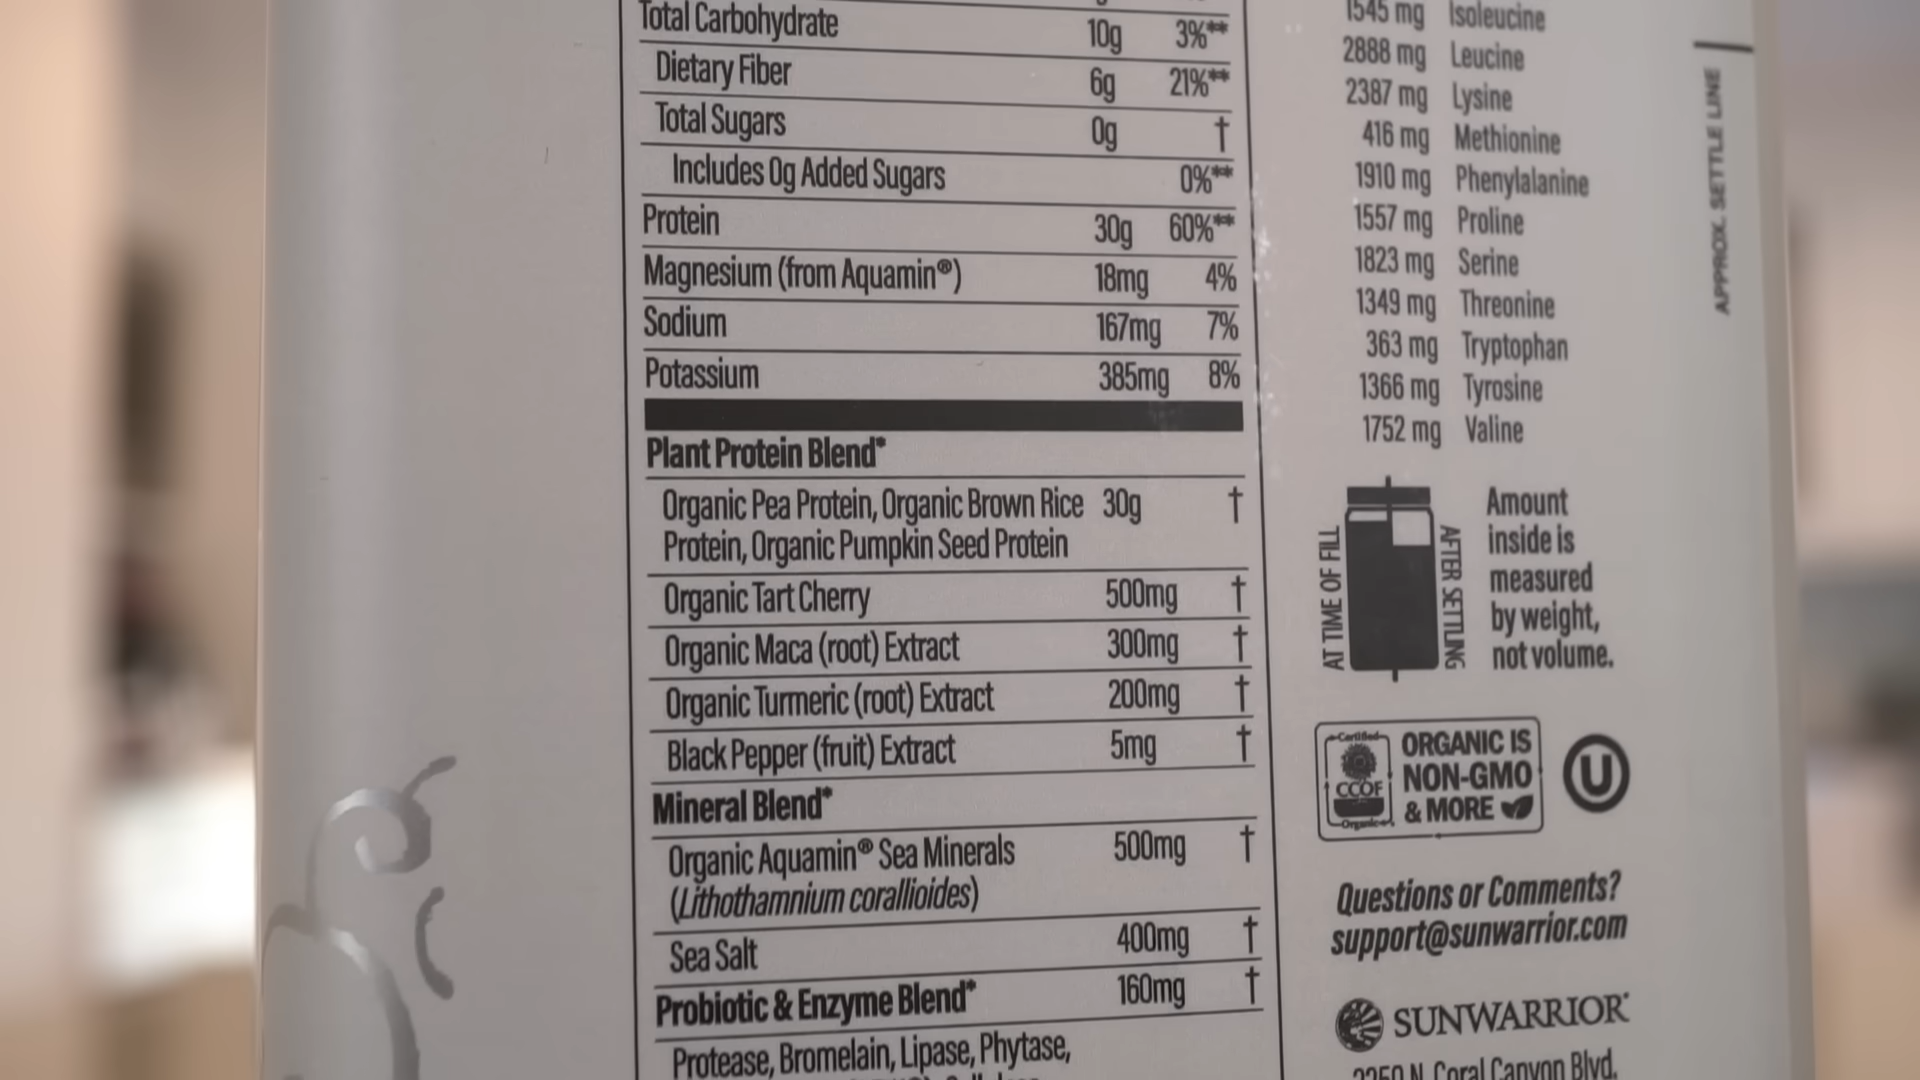 Total Carbohydrate 10g 3%**
Dietary Fiber 6g 21%**
Total Sugars 0g †
Includes 0g Added Sugars 0%**
Protein 30g 60%**
Magnesium (from Aquamin®) 18mg 4%
Sodium 167mg 7%
Potassium 385mg 8%
Plant Protein Blend*
Organic Pea Protein, Organic Brown Rice 30g †
Protein, Organic Pumpkin Seed Protein
Organic Tart Cherry 500mg †
Organic Maca (root) Extract 300mg †
Organic Turmeric (root) Extract 200mg †
Black Pepper (fruit) Extract 5mg †
Mineral Blend*
Organic Aquamin® Sea Minerals 500mg †
(Lithothamnium corallioides)
Sea Salt 400mg †
Probiotic & Enzyme Blend* 160mg †
Protease, Bromelain, Lipase, Phytase,
1545 mg Isoleucine
2888 mg Leucine
2387 mg Lysine
416 mg Methionine
1910 mg Phenylalanine
1557 mg Proline
1823 mg Serine
1349 mg Threonine
363 mg Tryptophan
1366 mg Tyrosine
1752 mg Valine
APPROX. SETTLE LINE
AT TIME OF FILL
AFTER SETTLING
Amount
inside is
measured
by weight,
not volume.
Certified
CCOF
Organic
ORGANIC IS
NON-GMO
& MORE
U
Questions or Comments?
support@sunwarrior.com
SUNWARRIOR
N. Coral Canyon Blvd.